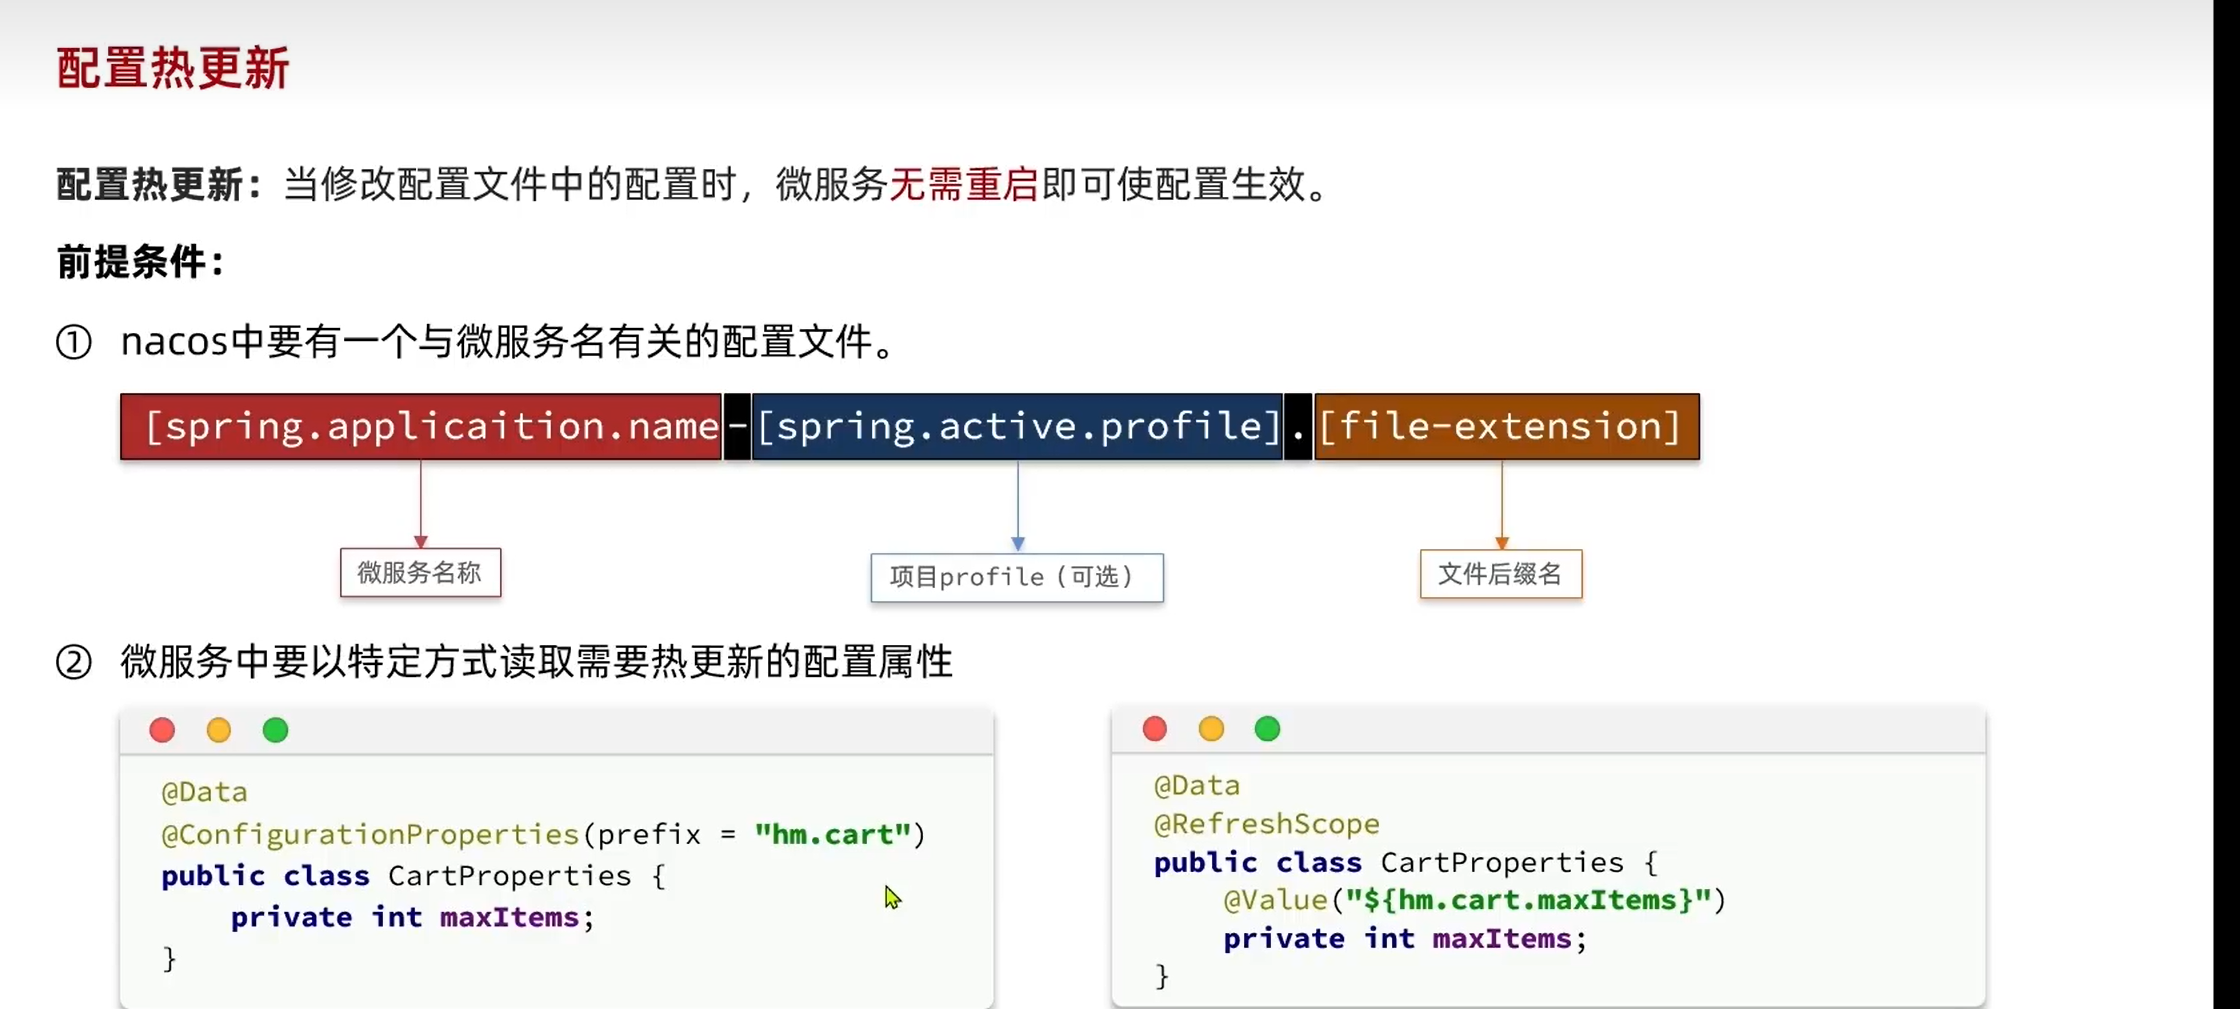 配置热更新
配置热更新：当修改配置文件中的配置时，微服务无需重启即可使配置生效。
前提条件：
① nacos中要有一个与微服务名有关的配置文件。
[spring.applicaition.name-[spring.active.profile].[file-extension]
微服务名称
项目profile（可选）
文件后缀名
② 微服务中要以特定方式读取需要热更新的配置属性
@Data
@ConfigurationProperties(prefix = "hm.cart")
public class CartProperties {
    private int maxItems;
}
@Data
@RefreshScope
public class CartProperties {
    @Value("${hm.cart.maxItems}")
    private int maxItems;
}